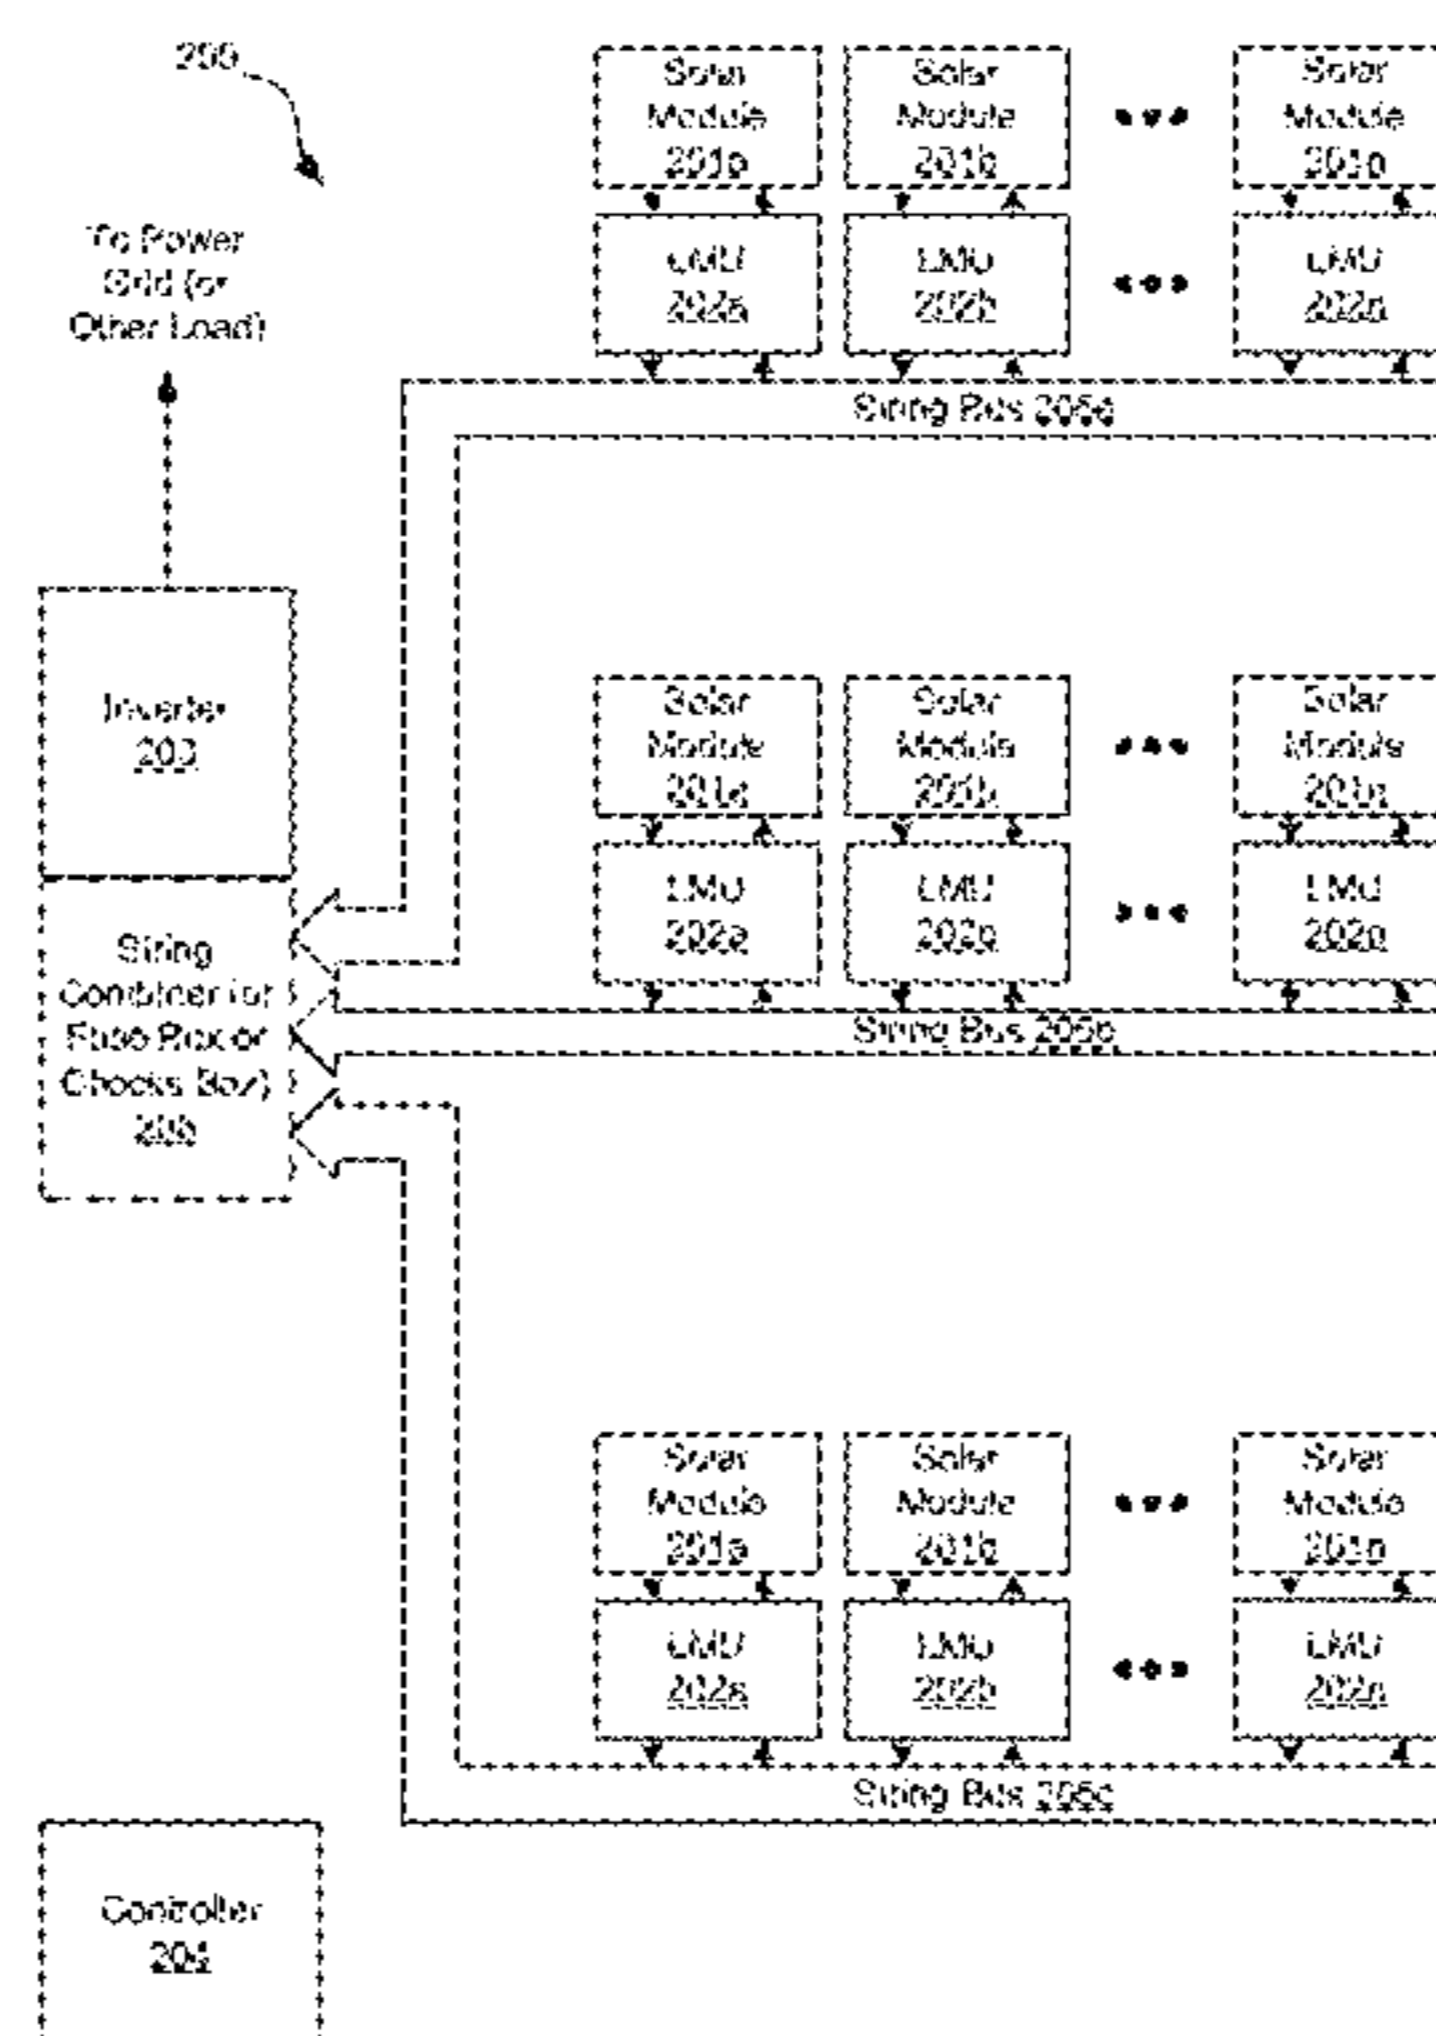 200
To Power
Grid (or
Other Load)
Solar
Module
201a
Solar
Module
201b
Solar
Module
201n
LMU
202a
LMU
202b
LMU
202n
String Bus 205a
Inverter
203
String
Combiner (or
Fuse Box or
Chocks Box)
206
Solar
Module
201a
Solar
Module
201b
Solar
Module
201n
LMU
202a
LMU
202b
LMU
202n
String Bus 205b
Solar
Module
201a
Solar
Module
201b
Solar
Module
201n
LMU
202a
LMU
202b
LMU
202n
String Bus 205c
Controller
204